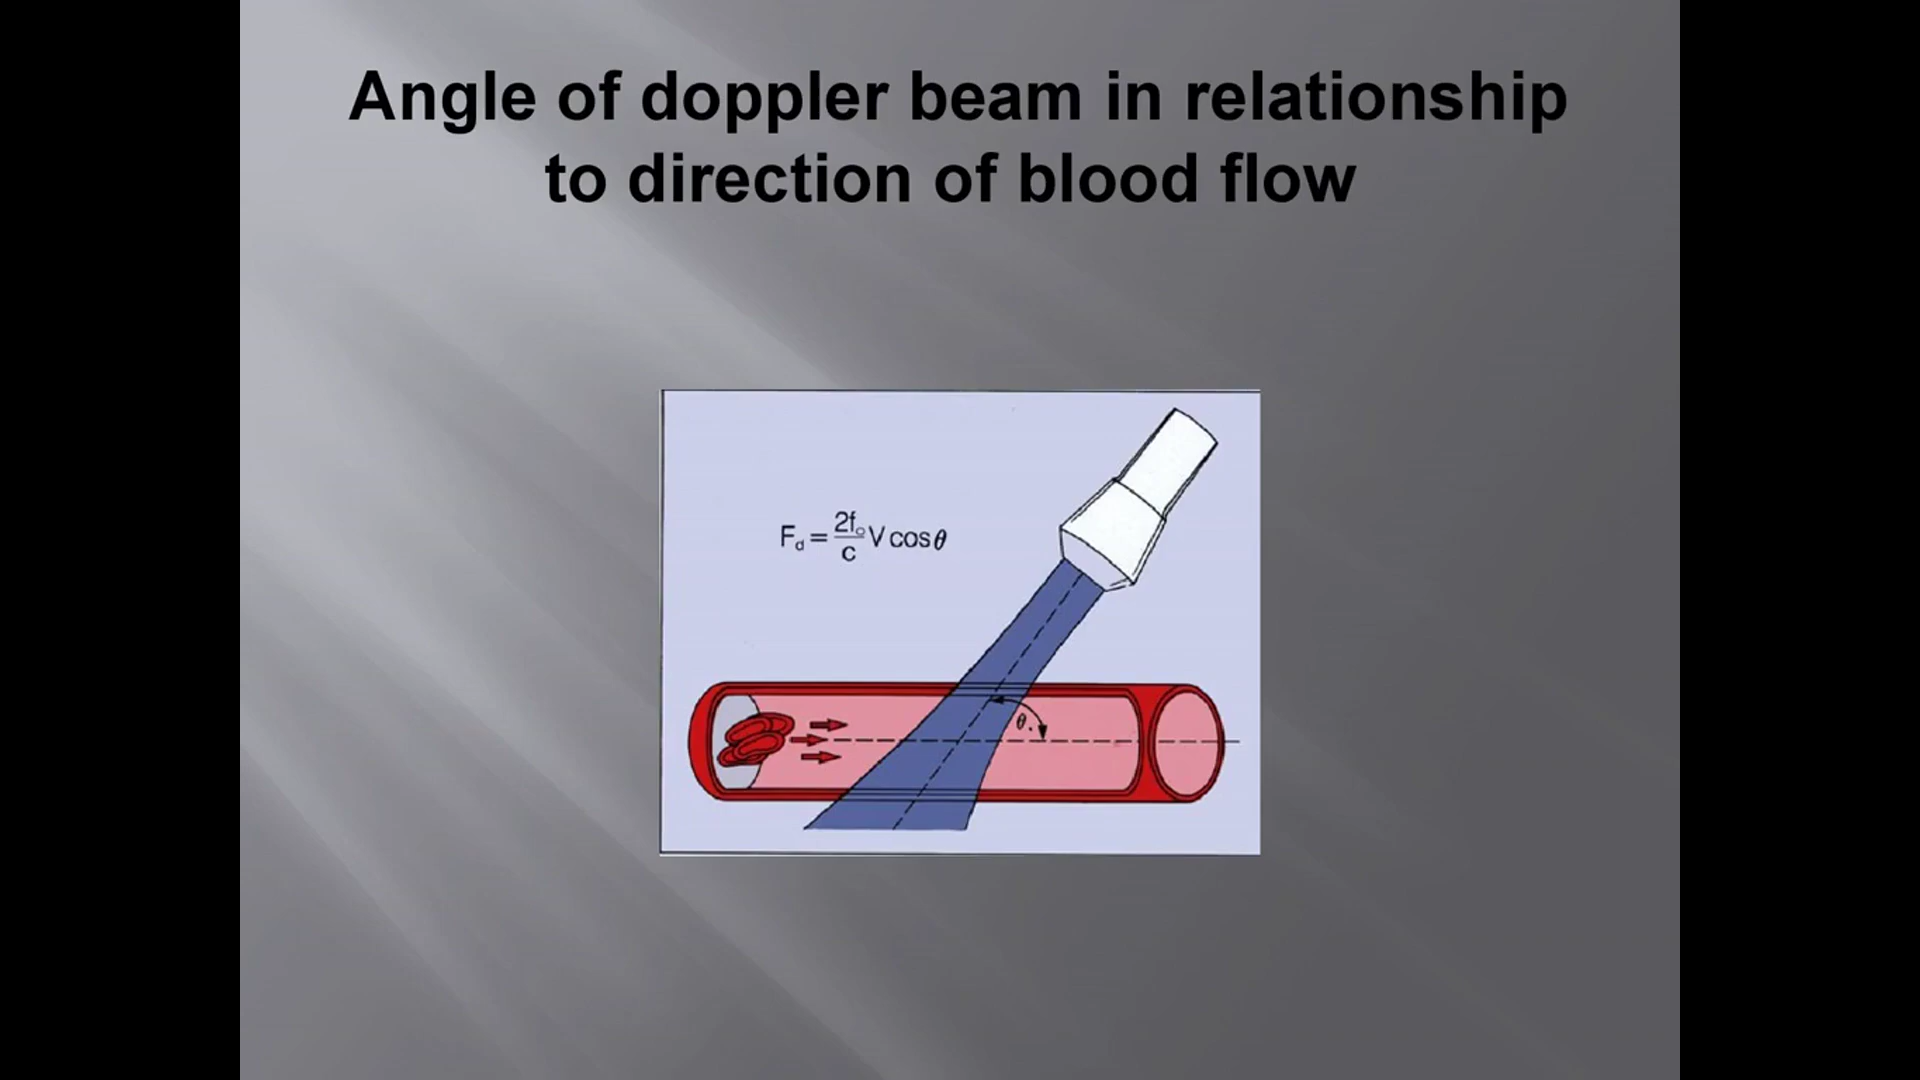 Angle of doppler beam in relationship
to direction of blood flow
F_d = 2f_o/c V cos θ
θ